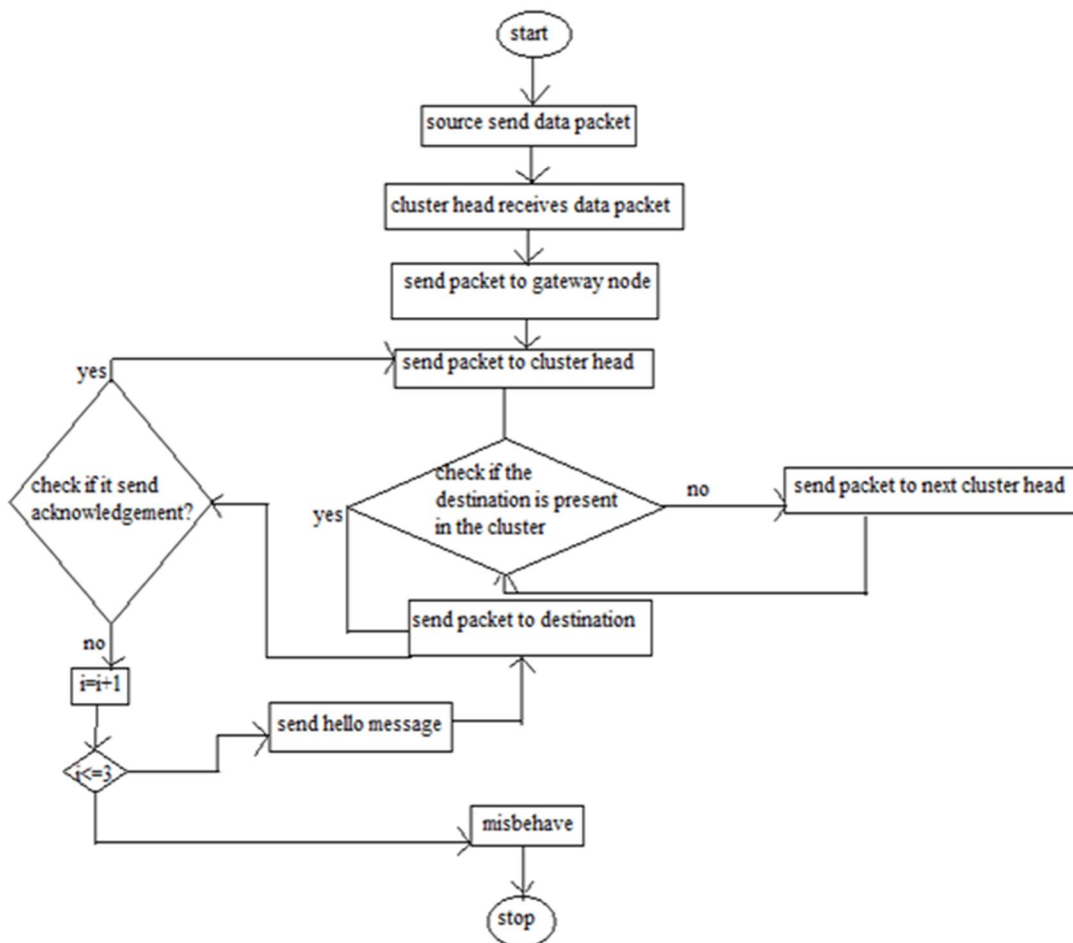 start
source send data packet
cluster head receives data packet
send packet to gateway node
send packet to cluster head
yes
check if it send
acknowledgement?
check if the
destination is present
in the cluster
yes
no
send packet to next cluster head
send packet to destination
no
i=i+1
send hello message
i<=3
misbehave
stop